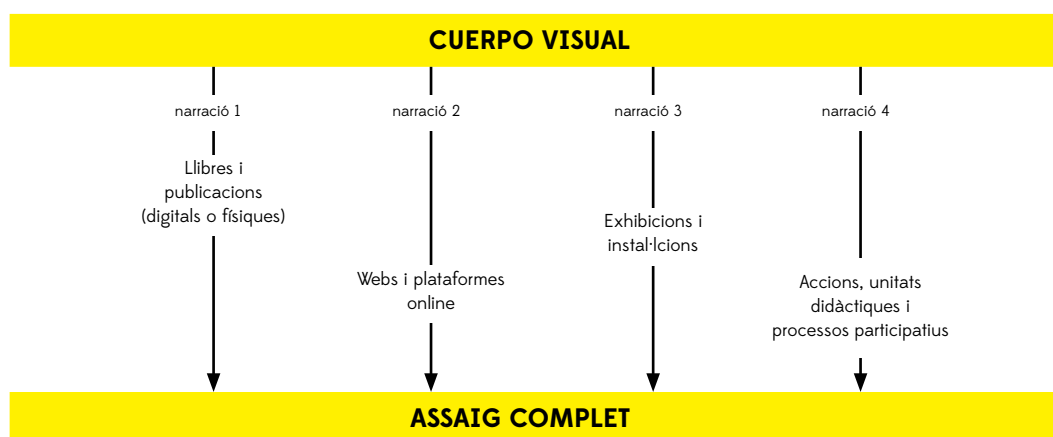 CUERPO VISUAL
narració 1
narració 2
narració 3
narració 4
Llibres i
publicacions
(digitals o físiques)
Webs i plataformes
online
Exhibicions i
instal·lcions
Accions, unitats
didàctiques i
processos participatius
ASSAIG COMPLET